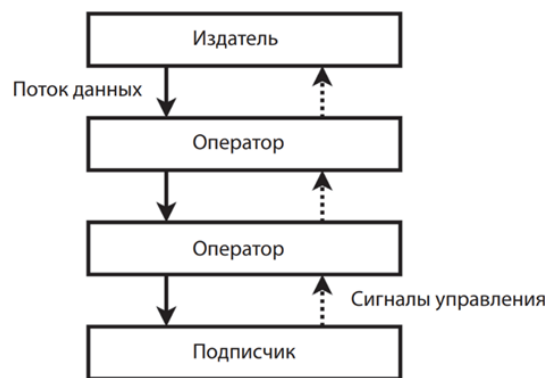 Издатель
Поток данных
Оператор
Оператор
Сигналы управления
Подписчик